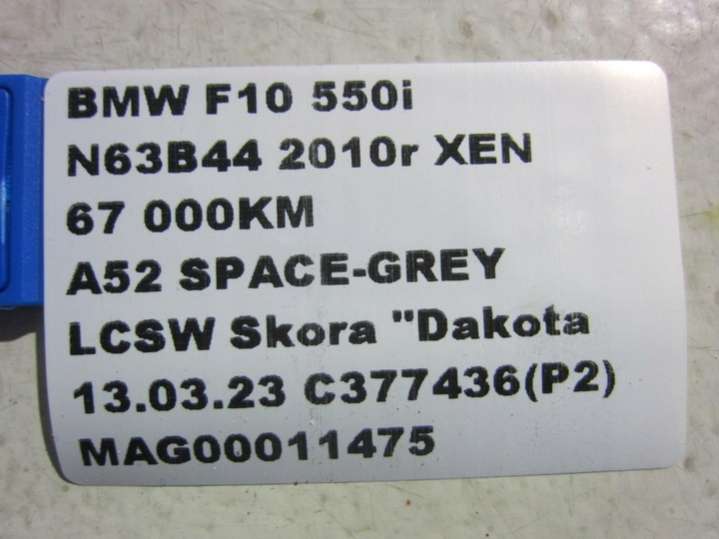 BMW F10 550i
N63B44 2010r XEN
67 000KM
A52 SPACE-GREY
LCSW Skora "Dakota
13.03.23 C377436(P2)
MAG00011475